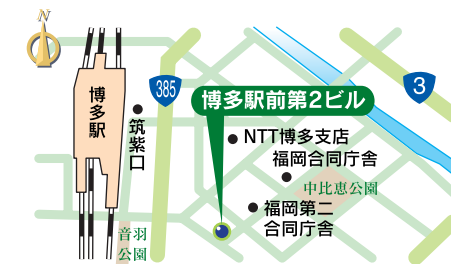 N
385
3
博多駅前第2ビル
博多駅
筑紫口
NTT博多支店
福岡合同庁舎
中比恵公園
福岡第二
合同庁舎
音羽
公園